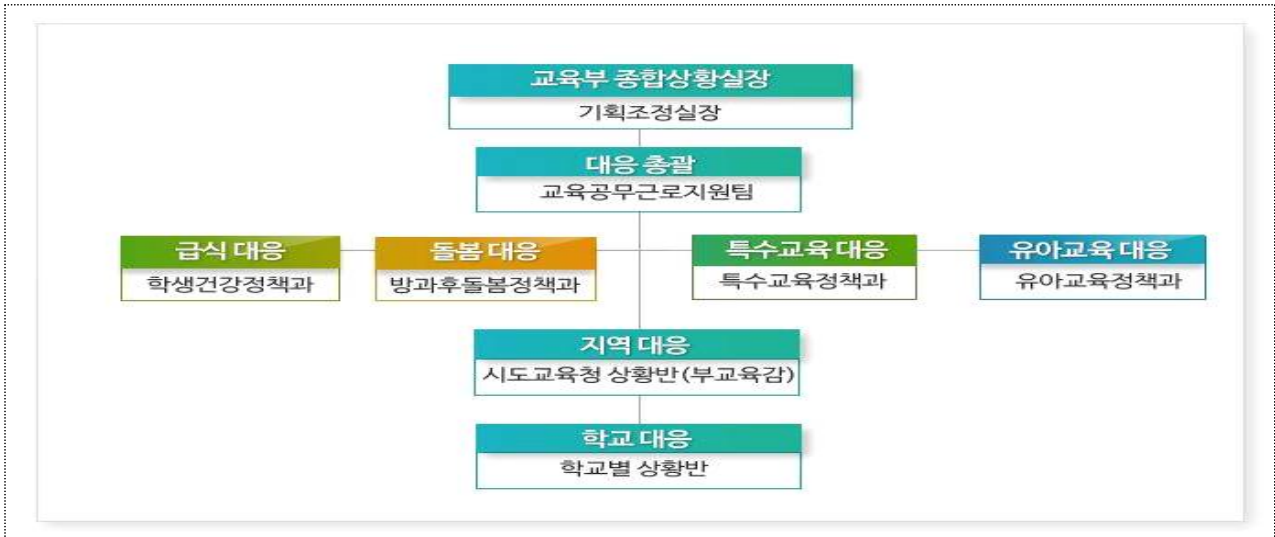 교육부 종합상황실장
기획조정실장
대응 총괄
교육공무근로지원팀
급식 대응
학생건강정책과
돌봄 대응
방과후돌봄정책과
특수교육 대응
특수교육정책과
유아교육 대응
유아교육정책과
지역 대응
시도교육청 상황반(부교육감)
학교 대응
학교별 상황반